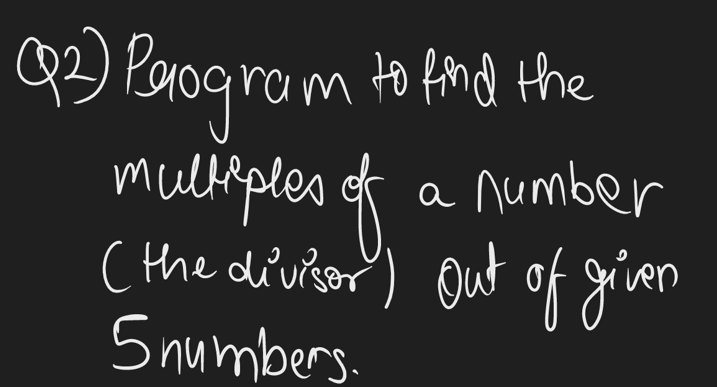 Q2) Program to find the
multiples of a number
(the divisor) out of given
5 numbers.